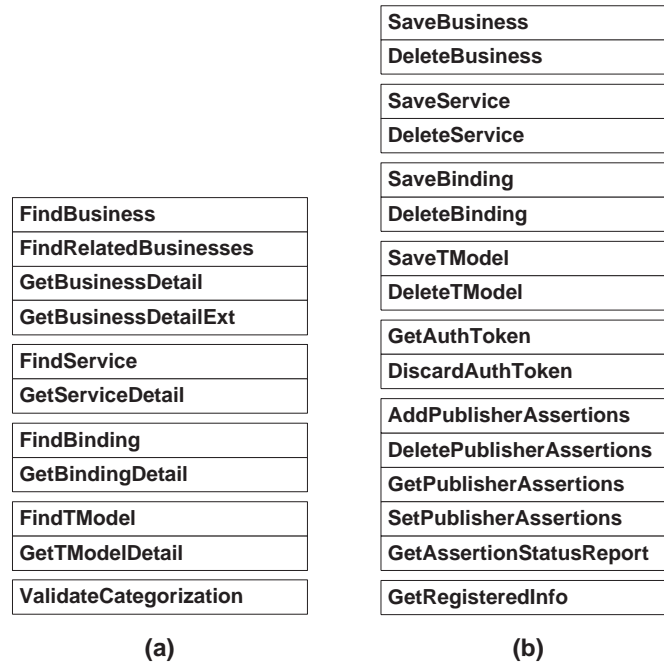 FindBusiness
FindRelatedBusinesses
GetBusinessDetail
GetBusinessDetailExt
FindService
GetServiceDetail
FindBinding
GetBindingDetail
FindTModel
GetTModelDetail
ValidateCategorization
(a)
SaveBusiness
DeleteBusiness
SaveService
DeleteService
SaveBinding
DeleteBinding
SaveTModel
DeleteTModel
GetAuthToken
DiscardAuthToken
AddPublisherAssertions
DeletePublisherAssertions
GetPublisherAssertions
SetPublisherAssertions
GetAssertionStatusReport
GetRegisteredInfo
(b)